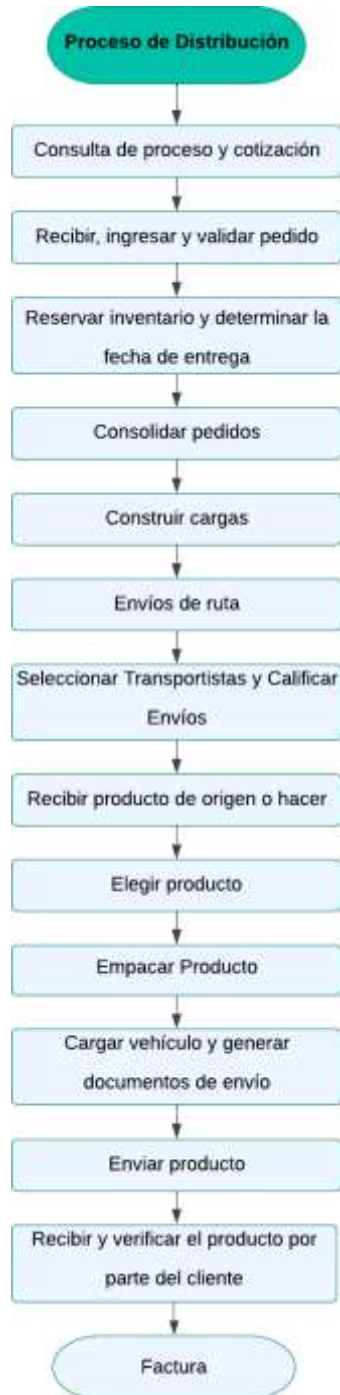 Proceso de Distribución
Consulta de proceso y cotización
Recibir, ingresar y validar pedido
Reservar inventario y determinar la
fecha de entrega
Consolidar pedidos
Construir cargas
Envíos de ruta
Seleccionar Transportistas y Calificar
Envíos
Recibir producto de origen o hacer
Elegir producto
Empacar Producto
Cargar vehículo y generar
documentos de envío
Enviar producto
Recibir y verificar el producto por
parte del cliente
Factura